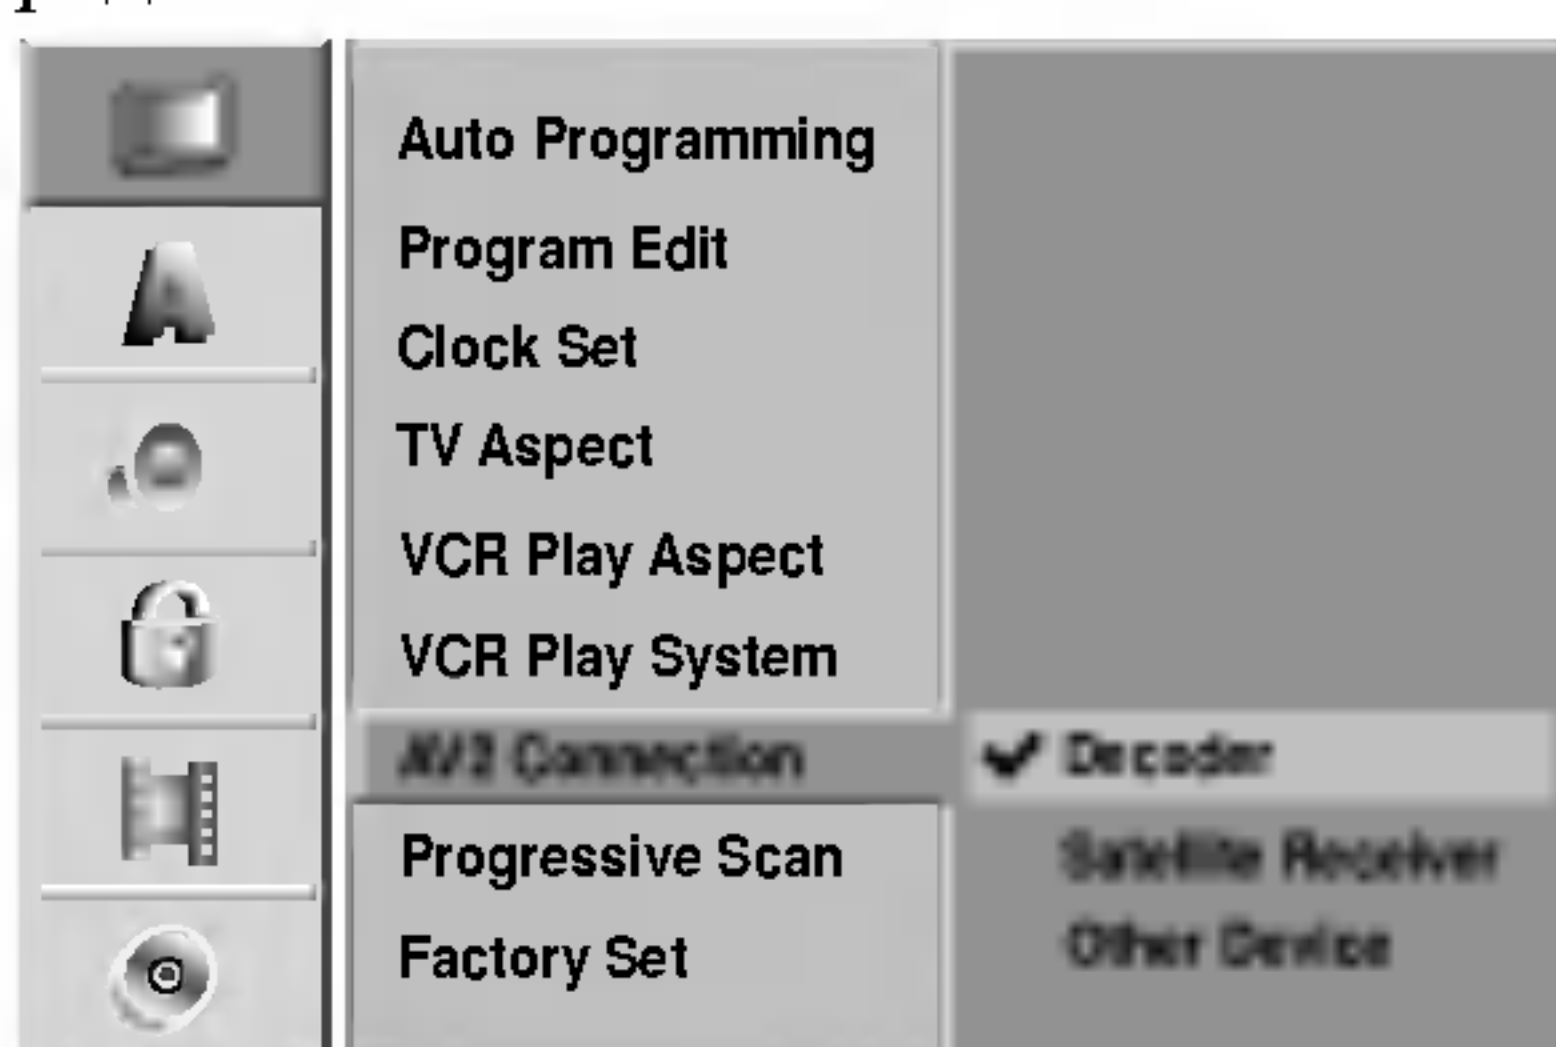 Auto Programming
Program Edit
Clock Set
TV Aspect
VCR Play Aspect
VCR Play System
AV2 Connection
✔ Decoder
Progressive Scan
Satellite Receiver
Factory Set
Other Device